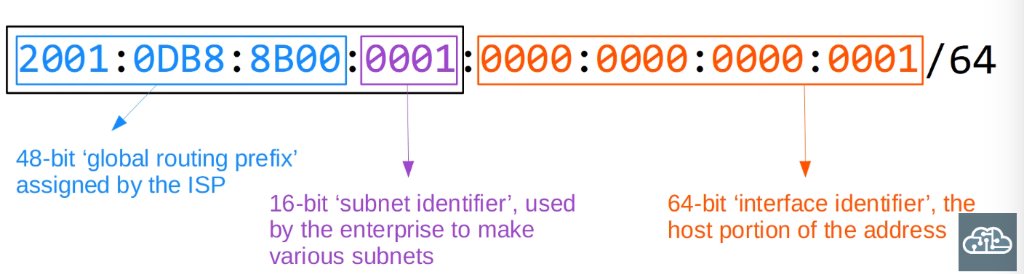 2001:0DB8:8B00:0001:0000:0000:0000:0001/64
48-bit ‘global routing prefix’
assigned by the ISP
16-bit ‘subnet identifier’, used
by the enterprise to make
various subnets
64-bit ‘interface identifier’, the
host portion of the address